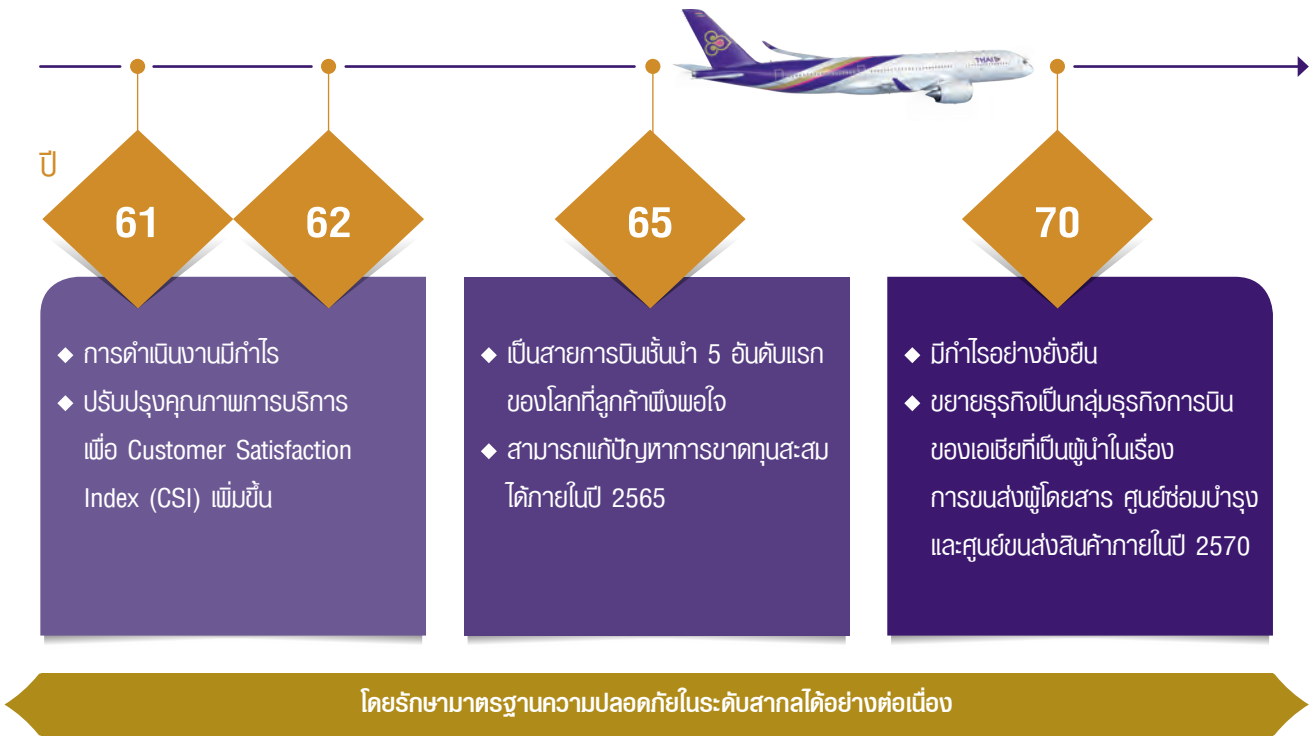 THAI
ปี
61
62
65
70
◆ การดำเนินงานมีกำไร
◆ ปรับปรุงคุณภาพการบริการ
เพื่อ Customer Satisfaction
Index (CSI) เพิ่มขึ้น
◆ เป็นสายการบินชั้นนำ 5 อันดับแรก
ของโลกที่ลูกค้าพึงพอใจ
◆ สามารถแก้ปัญหาการขาดทุนสะสม
ได้ภายในปี 2565
◆ มีกำไรอย่างยั่งยืน
◆ ขยายธุรกิจเป็นกลุ่มธุรกิจการบิน
ของเอเชียที่เป็นผู้นำในเรื่อง
การขนส่งผู้โดยสาร ศูนย์ซ่อมบำรุง
และศูนย์ขนส่งสินค้าภายในปี 2570
โดยรักษามาตรฐานความปลอดภัยในระดับสากลได้อย่างต่อเนื่อง